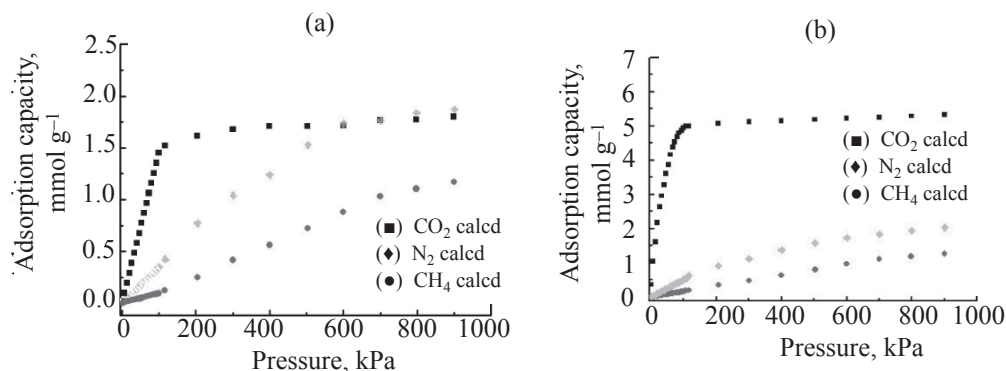 (a)
Adsorption capacity,
mmol g⁻¹
2.5
2.0
1.5
1.0
0.5
0.0
0 200 400 600 800 1000
Pressure, kPa
(■) CO₂ calcd
(♦) N₂ calcd
(●) CH₄ calcd
(b)
Adsorption capacity,
mmol g⁻¹
7
6
5
4
3
2
1
0
0 200 400 600 800 1000
Pressure, kPa
(■) CO₂ calcd
(♦) N₂ calcd
(●) CH₄ calcd